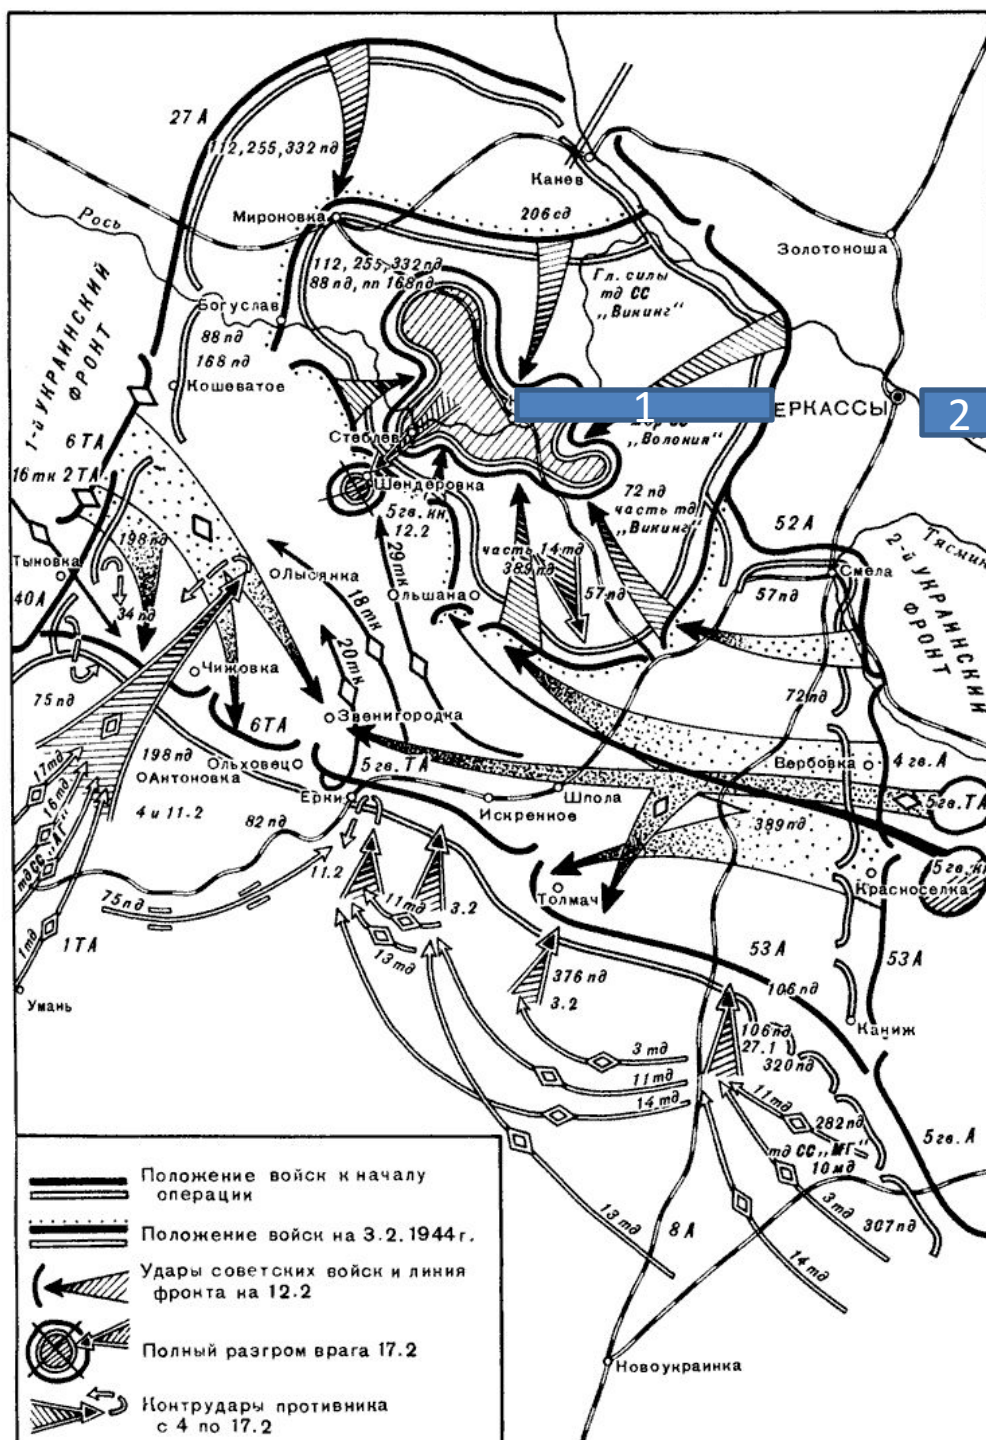 27 А
112, 255, 332 пд
Канев
Мироновка
206 сд
Рось
Золотоноша
112, 255, 332 пд
88 пд, пп 168 пд
Гл. силы
тд СС
„Викинг"
Богуслав
1-й УКРАИНСКИЙ
ФРОНТ
88 пд
168 пд
Кошеватое
1
ЕРКАССЫ
2
6 ТА
Стеблев
„Волония"
16 тк 2 ТА
Шендеровка
5 гв. кк
12.2
72 пд
часть тд
„Викинг"
52 А
2-й УКРАИНСКИЙ
ФРОНТ
Тясмин
198 пд
Тыновка
Лысянка
29 тк
часть 14 тд
389 пд
Смела
40 А
34 пд
18 тк
Ольшана
57 пд
57 пд
20 тк
Чижовка
75 пд
72 пд
Звенигородка
6 ТА
198 пд
Ольховец
5 гв. ТА
Вербовка
4 гв. А
17 тд
Антоновка
Ерки
Шпола
5 гв. ТА
16 тд
4 и 11.2
Искренное
82 пд
389 пд
тд СС „АГ"
11.2
5 гв. кк
Красноселка
75 пд
11 тд
3.2
Толмач
1 тд
1 ТА
13 тд
53 А
53 А
376 пд
3.2
106 пд
Умань
Каниж
106 пд
27.1
320 пд
3 тд
11 тд
14 тд
11 тд
282 пд
тд СС „МГ"
10 мд
5 гв. А
3 тд
307 пд
13 тд
8 А
14 тд
Новоукраинка
Положение войск к началу
операции
Положение войск на 3.2.1944 г.
Удары советских войск и линия
фронта на 12.2
Полный разгром врага 17.2
Контрудары противника
с 4 по 17.2